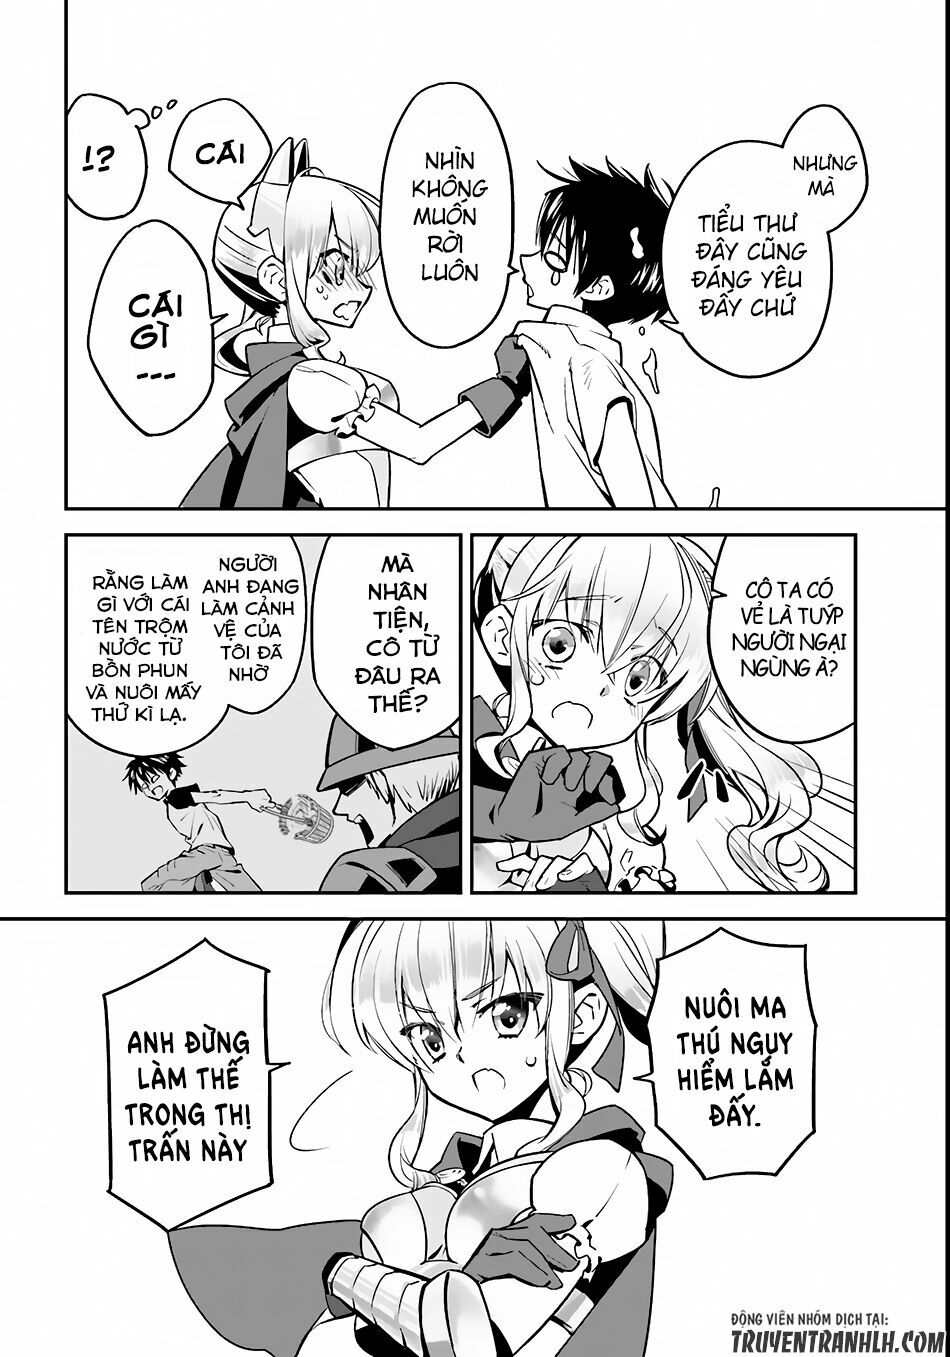 NHƯNG
MÀ
TIỂU THƯ
ĐÂY CŨNG
ĐÁNG YÊU
ĐẤY CHỨ
NHÌN
KHÔNG
MUỐN
RỜI
LUÔN
CÁI
!?
CÁI
GÌ
---
CÔ TA CÓ
VẺ LÀ TUÝP
NGƯỜI NGẠI
NGÙNG À?
MÀ
NHÂN
TIỆN,
CÔ TỪ
ĐÂU RA
THẾ?
NGƯỜI
ANH ĐANG
LÀM CẢNH
VỆ CỦA
TÔI ĐÃ
NHỜ
RẰNG LÀM
GÌ VỚI CÁI
TÊN TRỘM
NƯỚC TỪ
BỒN PHUN
VÀ NUÔI MẤY
THỨ KÌ LẠ.
NUÔI MA
THÚ NGUY
HIỂM LẮM
ĐẤY.
ANH ĐỪNG
LÀM THẾ
TRONG THỊ
TRẤN NÀY
ĐỘNG VIÊN NHÓM DỊCH TẠI:
TRUYENTRANHLH.COM